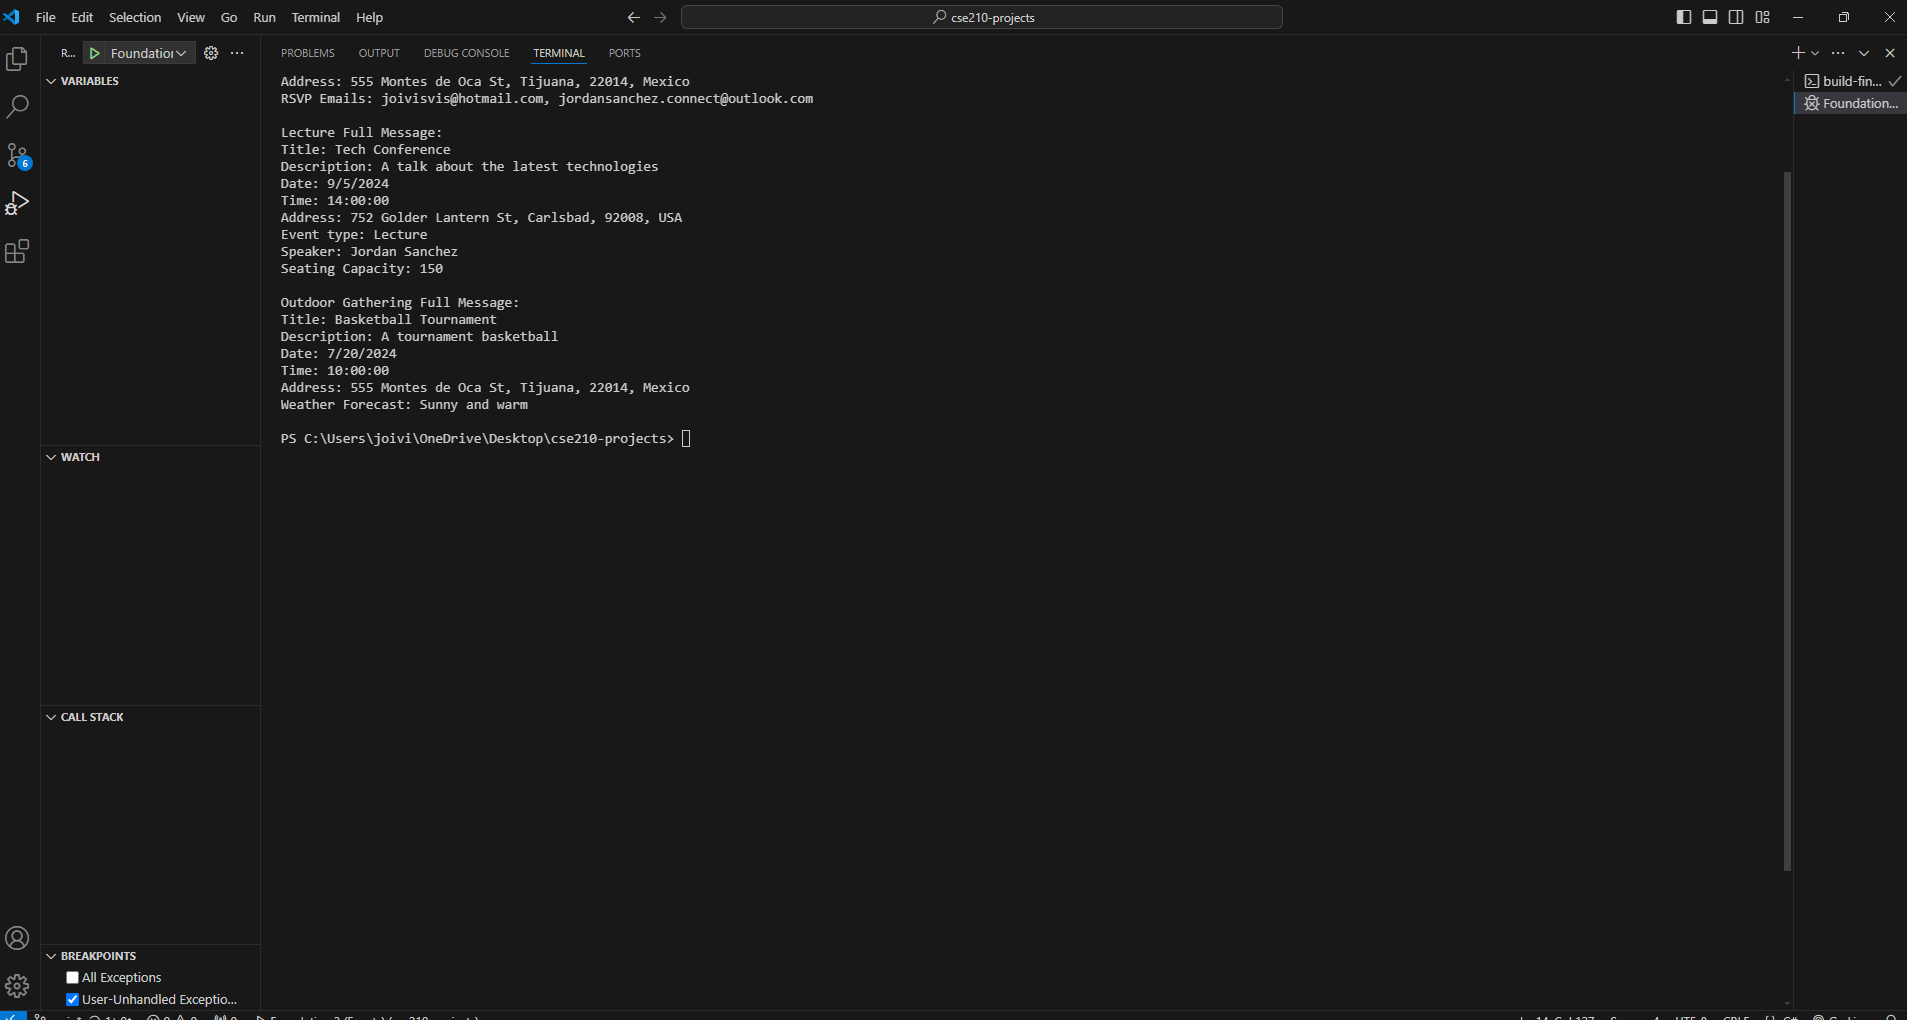 File Edit Selection View Go Run Terminal Help
cse210-projects
R...
Foundation
PROBLEMS OUTPUT DEBUG CONSOLE TERMINAL PORTS
VARIABLES
Address: 555 Montes de Oca St, Tijuana, 22014, Mexico
RSVP Emails: joivisvis@hotmail.com, jordansanchez.connect@outlook.com
Lecture Full Message:
Title: Tech Conference
Description: A talk about the latest technologies
Date: 9/5/2024
Time: 14:00:00
Address: 752 Golder Lantern St, Carlsbad, 92008, USA
Event type: Lecture
Speaker: Jordan Sanchez
Seating Capacity: 150
Outdoor Gathering Full Message:
Title: Basketball Tournament
Description: A tournament basketball
Date: 7/20/2024
Time: 10:00:00
Address: 555 Montes de Oca St, Tijuana, 22014, Mexico
Weather Forecast: Sunny and warm
PS C:\Users\joivi\OneDrive\Desktop\cse210-projects>
build-fin...
Foundation...
6
WATCH
CALL STACK
BREAKPOINTS
All Exceptions
User-Unhandled Exceptio...